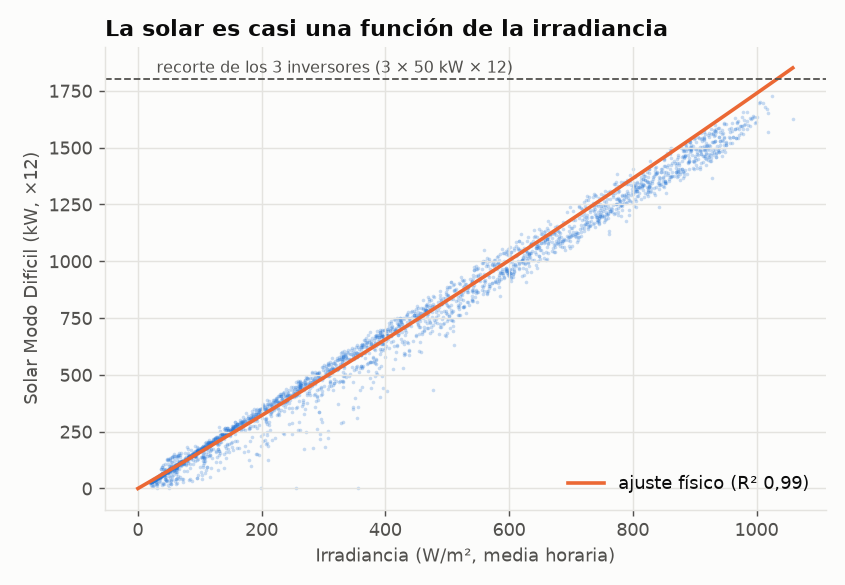 La solar es casi una función de la irradiancia
recorte de los 3 inversores (3 × 50 kW × 12)
1750
1500
1250
1000
750
500
250
0
Solar Modo Difícil (kW, ×12)
ajuste físico (R² 0,99)
0 200 400 600 800 1000
Irradiancia (W/m², media horaria)